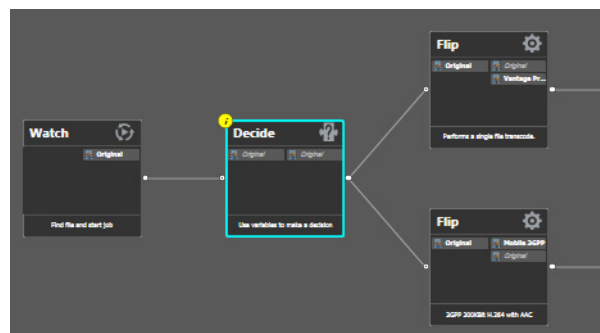 Flip
Original Original
Vantage Pr...
Performs a single file transcode.
Watch
Original
Find file and start job
i
Decide
Original Original
Use variables to make a decision
Flip
Original Mobile 3GPP
Original
3GPP 200KBit H.264 with AAC